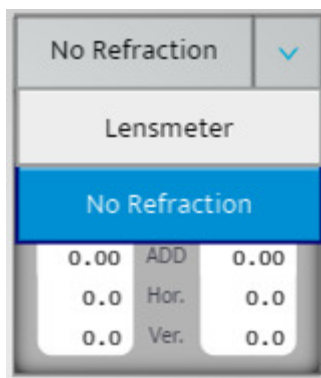 No Refraction
Lensmeter
No Refraction
0.00 ADD 0.00
0.0 Hor. 0.0
0.0 Ver. 0.0